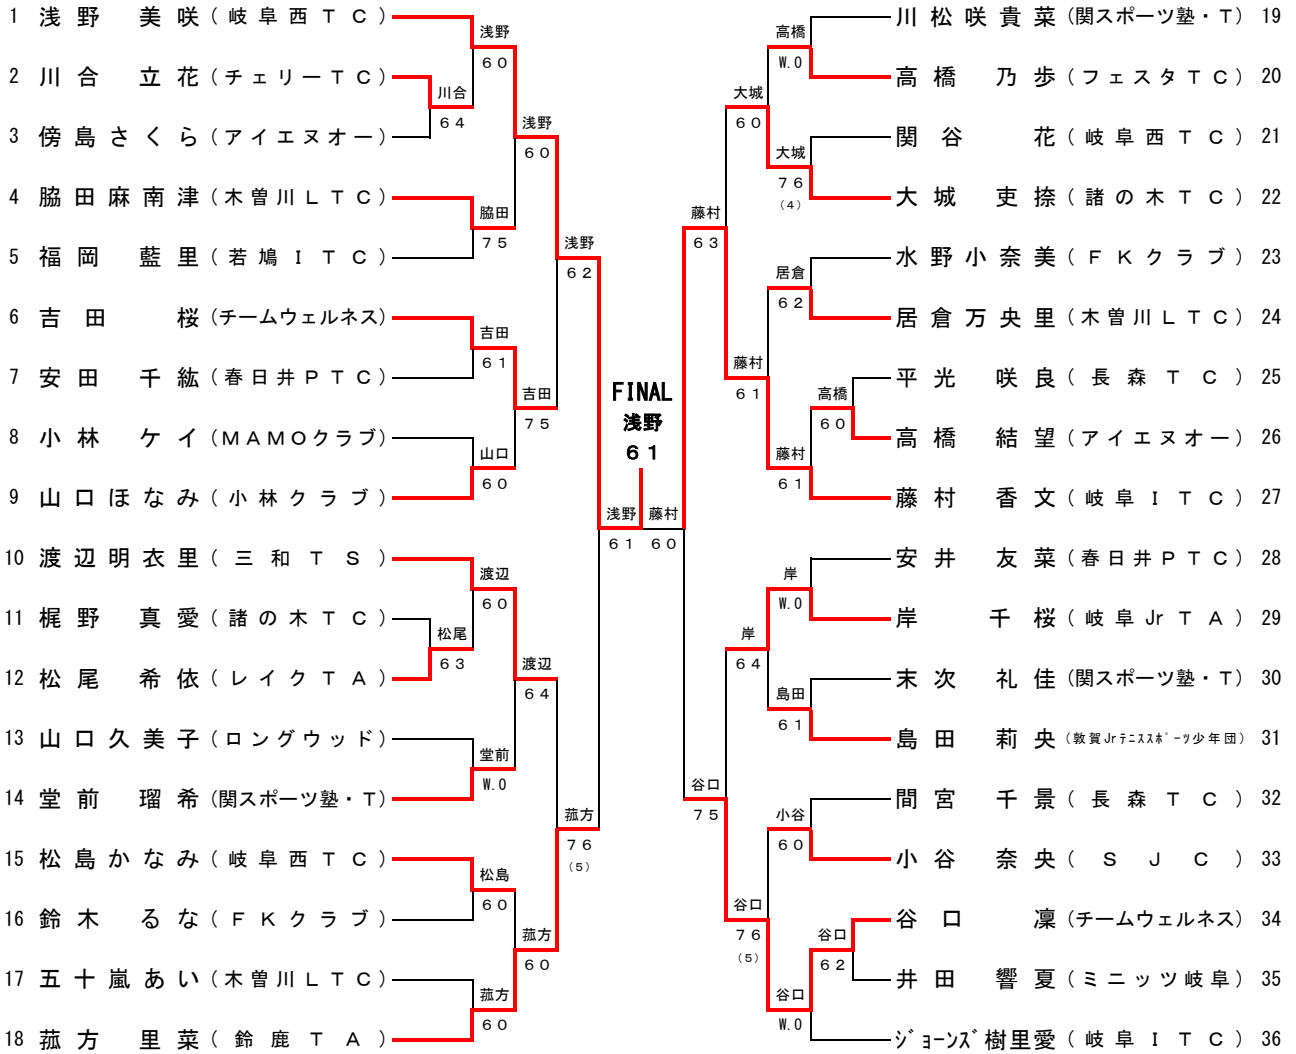 1 浅野 美咲 (岐阜西TC)
2 川合 立花 (チェリーTC)
3 傍島さくら (アイエヌオー)
4 脇田麻南津 (木曽川LTC)
5 福岡 藍里 (若鳩ITC)
6 吉田 桜 (チームウェルネス)
7 安田 千紘 (春日井PTC)
8 小林 ケイ (MAMOクラブ)
9 山口ほなみ (小林クラブ)
10 渡辺明衣里 (三和TS)
11 梶野 真愛 (諸の木TC)
12 松尾 希依 (レイクTA)
13 山口久美子 (ロングウッド)
14 堂前 瑠希 (関スポーツ塾・T)
15 松島かなみ (岐阜西TC)
16 鈴木 るな (FKクラブ)
17 五十嵐あい (木曽川LTC)
18 菰方 里菜 (鈴鹿TA)
川合
64
松尾
63
浅野
60
脇田
75
吉田
61
山口
60
渡辺
60
堂前
W.0
松島
60
菰方
60
浅野
60
吉田
75
渡辺
64
菰方
60
浅野
62
菰方
76
(5)
浅野
61
FINAL
浅野
61
藤村
60
藤村
63
谷口
75
大城
60
藤村
61
岸
64
谷口
76
(5)
高橋
W.0
大城
76
(4)
居倉
62
藤村
61
岸
W.0
島田
61
小谷
60
谷口
W.0
高橋
60
谷口
62
川松咲貴菜 (関スポーツ塾・T) 19
高橋 乃歩 (フェスタTC) 20
関谷 花 (岐阜西TC) 21
大城 吏捺 (諸の木TC) 22
水野小奈美 (FKクラブ) 23
居倉万央里 (木曽川LTC) 24
平光 咲良 (長森TC) 25
高橋 結望 (アイエヌオー) 26
藤村 香文 (岐阜ITC) 27
安井 友菜 (春日井PTC) 28
岸 千桜 (岐阜JrTA) 29
末次 礼佳 (関スポーツ塾・T) 30
島田 莉央 (敦賀Jrテニススポーツ少年団) 31
間宮 千景 (長森TC) 32
小谷 奈央 (SJC) 33
谷口 凜 (チームウェルネス) 34
井田 響夏 (ミニッツ岐阜) 35
ジョーンズ樹里愛 (岐阜ITC) 36